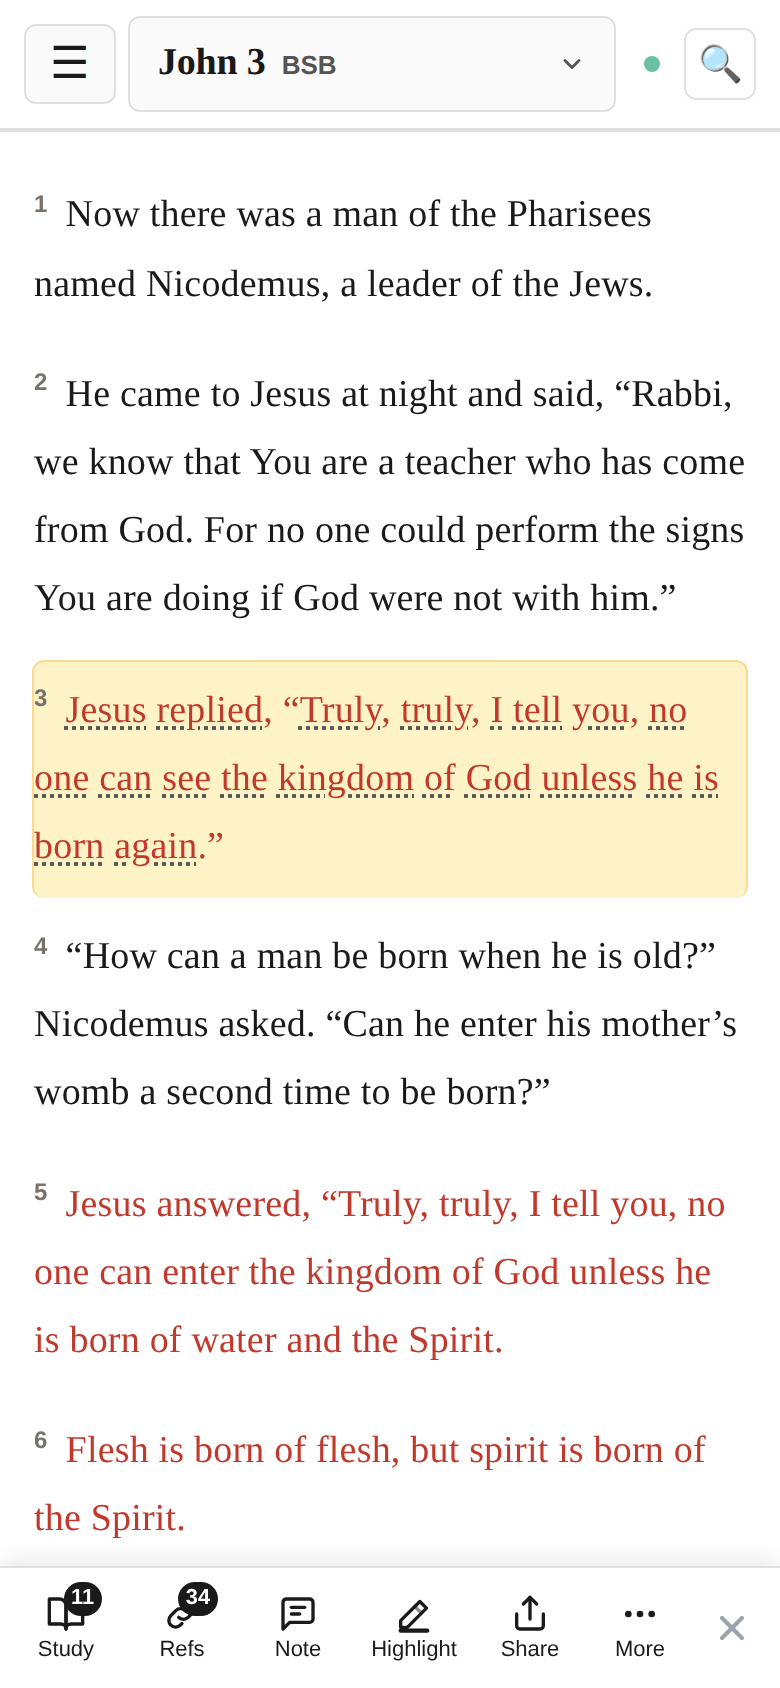 ☰ John 3 BSB
1 Now there was a man of the Pharisees
named Nicodemus, a leader of the Jews.
2 He came to Jesus at night and said, “Rabbi,
we know that You are a teacher who has come
from God. For no one could perform the signs
You are doing if God were not with him.”
3 Jesus replied, “Truly, truly, I tell you, no
one can see the kingdom of God unless he is
born again.”
4 “How can a man be born when he is old?”
Nicodemus asked. “Can he enter his mother’s
womb a second time to be born?”
5 Jesus answered, “Truly, truly, I tell you, no
one can enter the kingdom of God unless he
is born of water and the Spirit.
6 Flesh is born of flesh, but spirit is born of
the Spirit.
11 34
Study Refs Note Highlight Share More